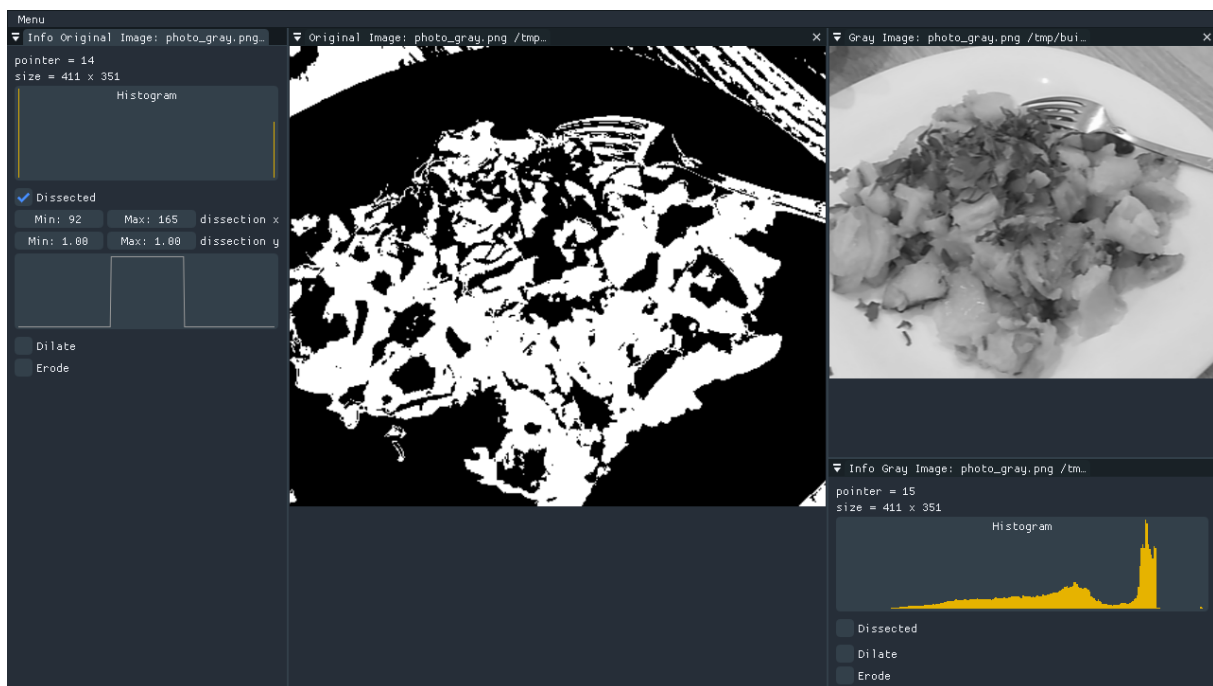 Menu
Info Original Image: photo_gray.png…
pointer = 14
size = 411 x 351
Histogram
Dissected
Min: 92 Max: 165 dissection x
Min: 1.00 Max: 1.00 dissection y
Dilate
Erode
Original Image: photo_gray.png /tmp…
Gray Image: photo_gray.png /tmp/bui…
Info Gray Image: photo_gray.png /tm…
pointer = 15
size = 411 x 351
Histogram
Dissected
Dilate
Erode